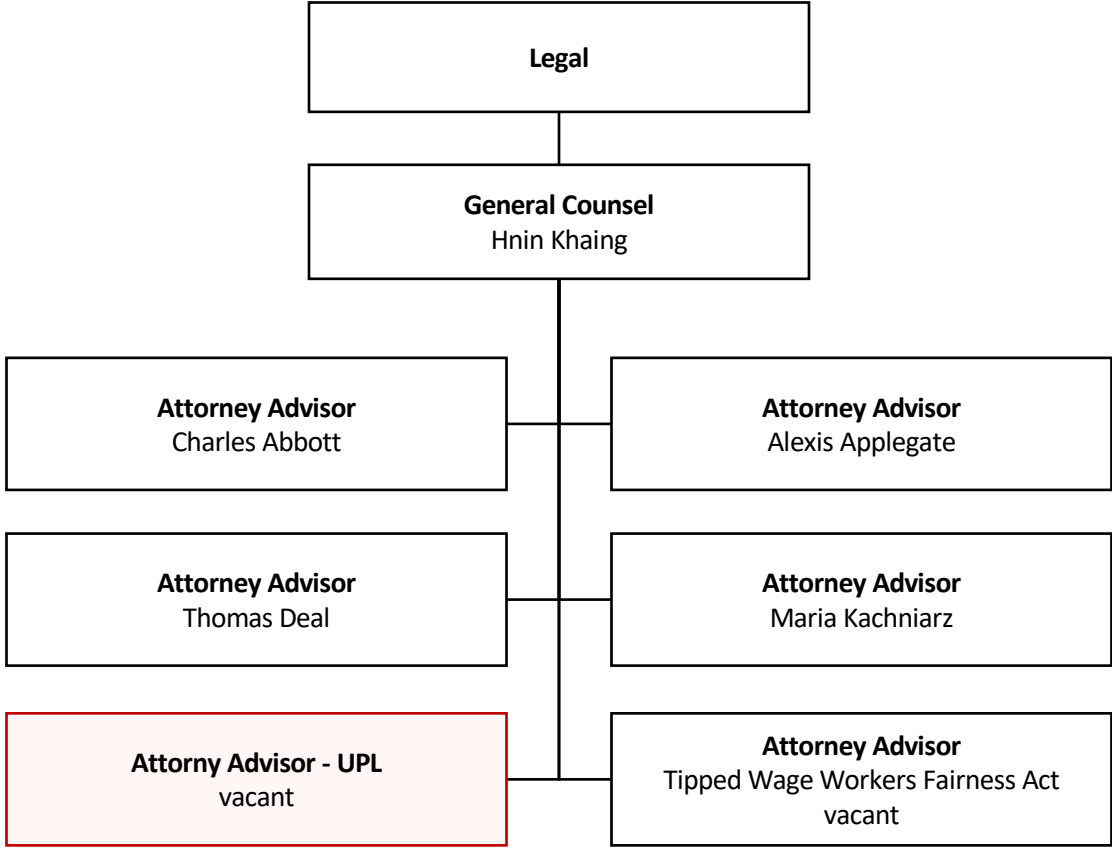 Legal
General Counsel
Hnin Khaing
Attorney Advisor
Charles Abbott
Attorney Advisor
Alexis Applegate
Attorney Advisor
Thomas Deal
Attorney Advisor
Maria Kachniarz
Attorny Advisor - UPL
vacant
Attorney Advisor
Tipped Wage Workers Fairness Act
vacant